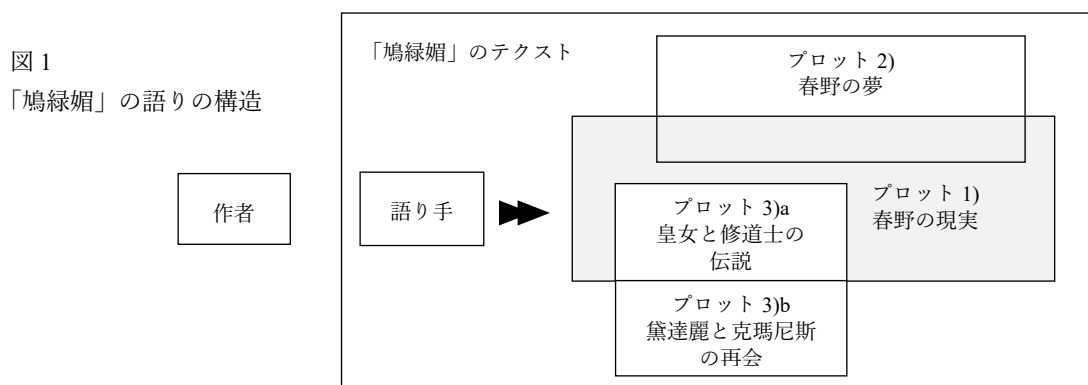 図 1
「鳩緑媚」の語りの構造
「鳩緑媚」のテクスト
プロット 2)
春野の夢
作者
語り手
プロット 1)
春野の現実
プロット 3)a
皇女と修道士の
伝説
プロット 3)b
黛達麗と克瑪尼斯
の再会